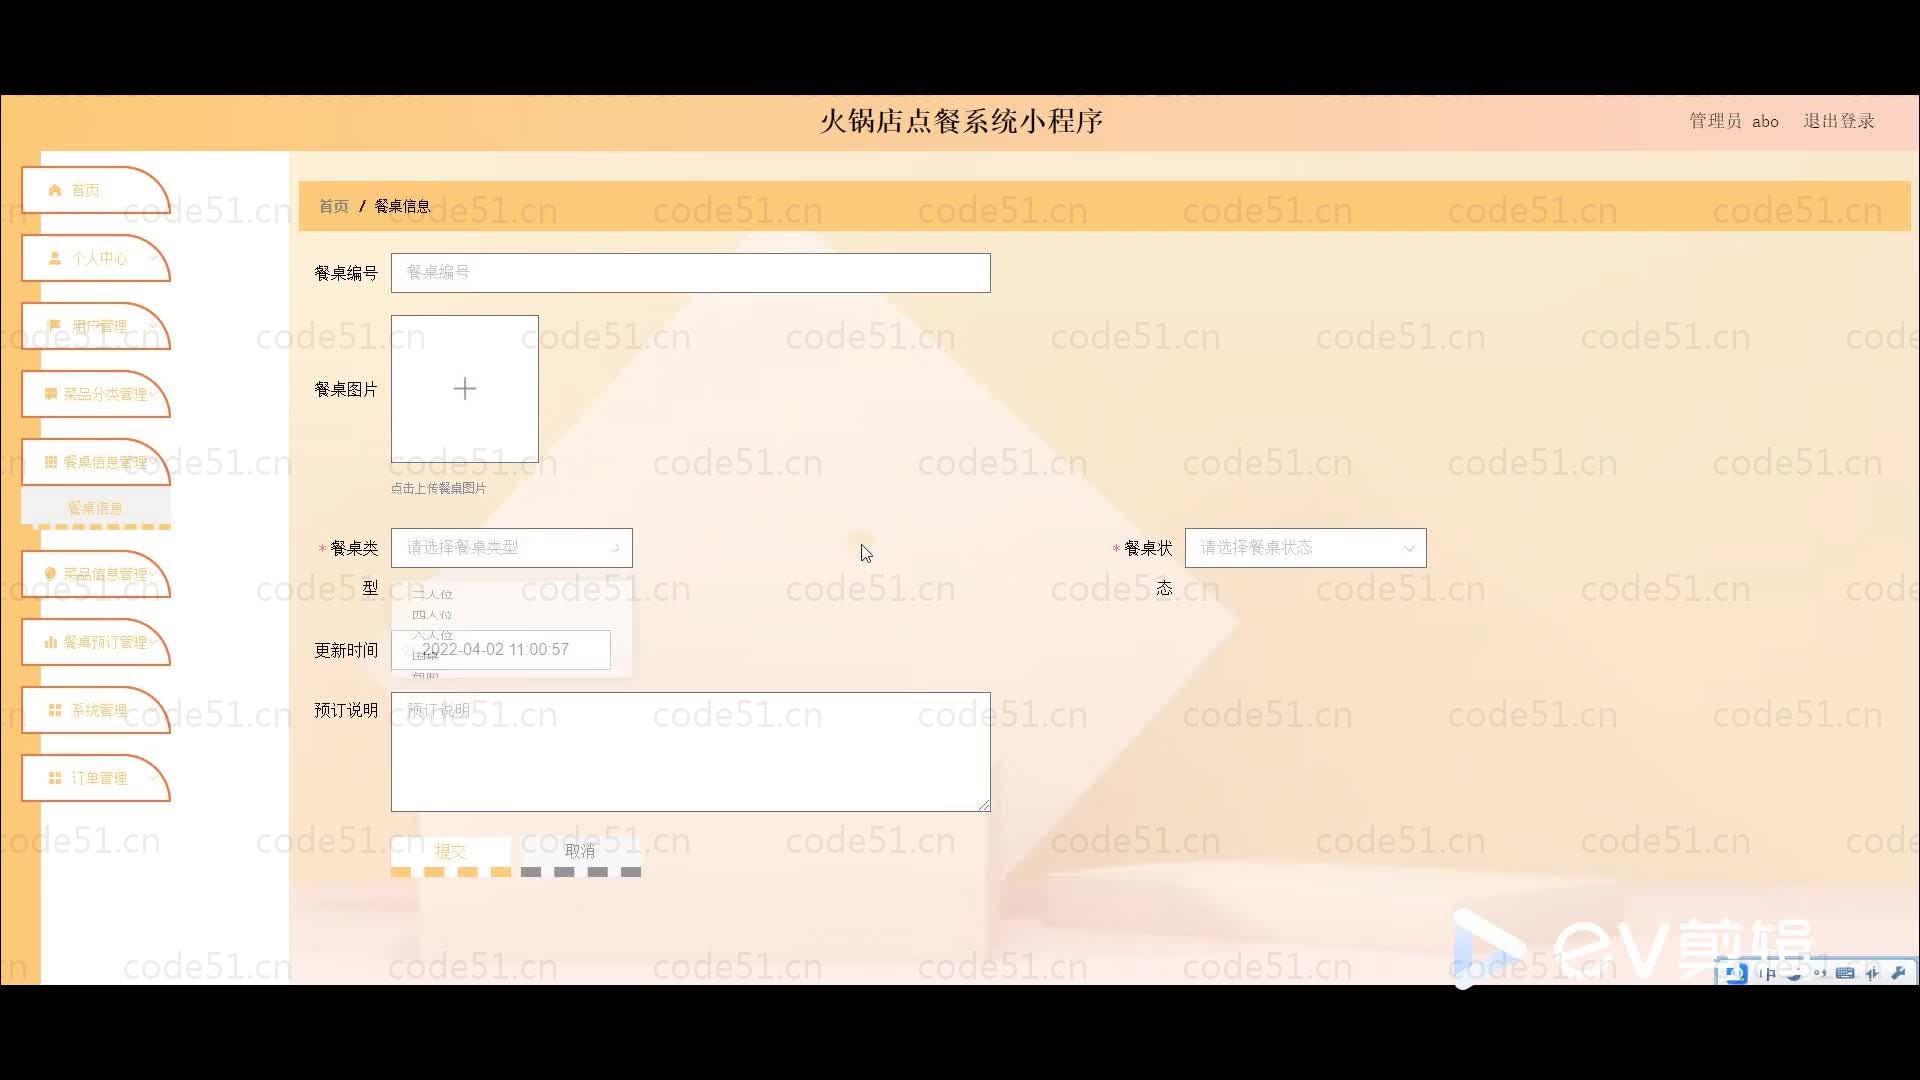 火锅店点餐系统小程序
管理员 abo 退出登录
首页
个人中心
用户管理
菜品分类管理
餐桌信息管理
餐桌信息
菜品信息管理
餐桌预订管理
系统管理
订单管理
首页 / 餐桌信息
餐桌编号 餐桌编号
餐桌图片
点击上传餐桌图片
*餐桌类型 请选择餐桌类型
*餐桌状态 请选择餐桌状态
二人位
四人位
六人位
更新时间 2022-04-02 11:00:57
预订说明 预订说明
提交 取消
code51.cn
eV剪辑
中